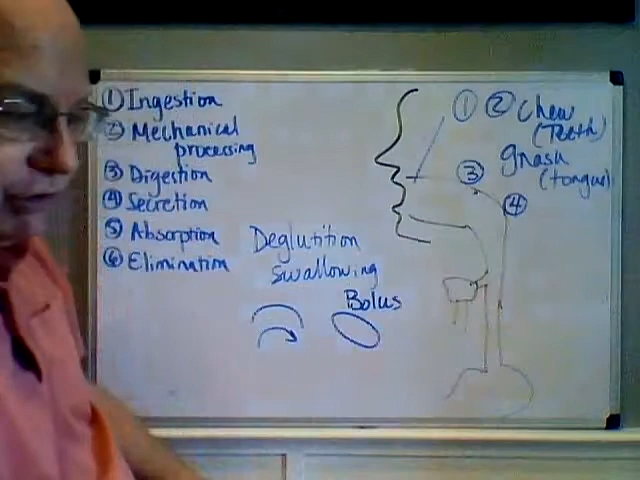 ① Ingestion
② Mechanical
processing
③ Digestion
④ Secretion
⑤ Absorption
⑥ Elimination
Deglutition
swallowing
Bolus
① ② Chew
(Teeth)
gnash
(tongue)
③
④